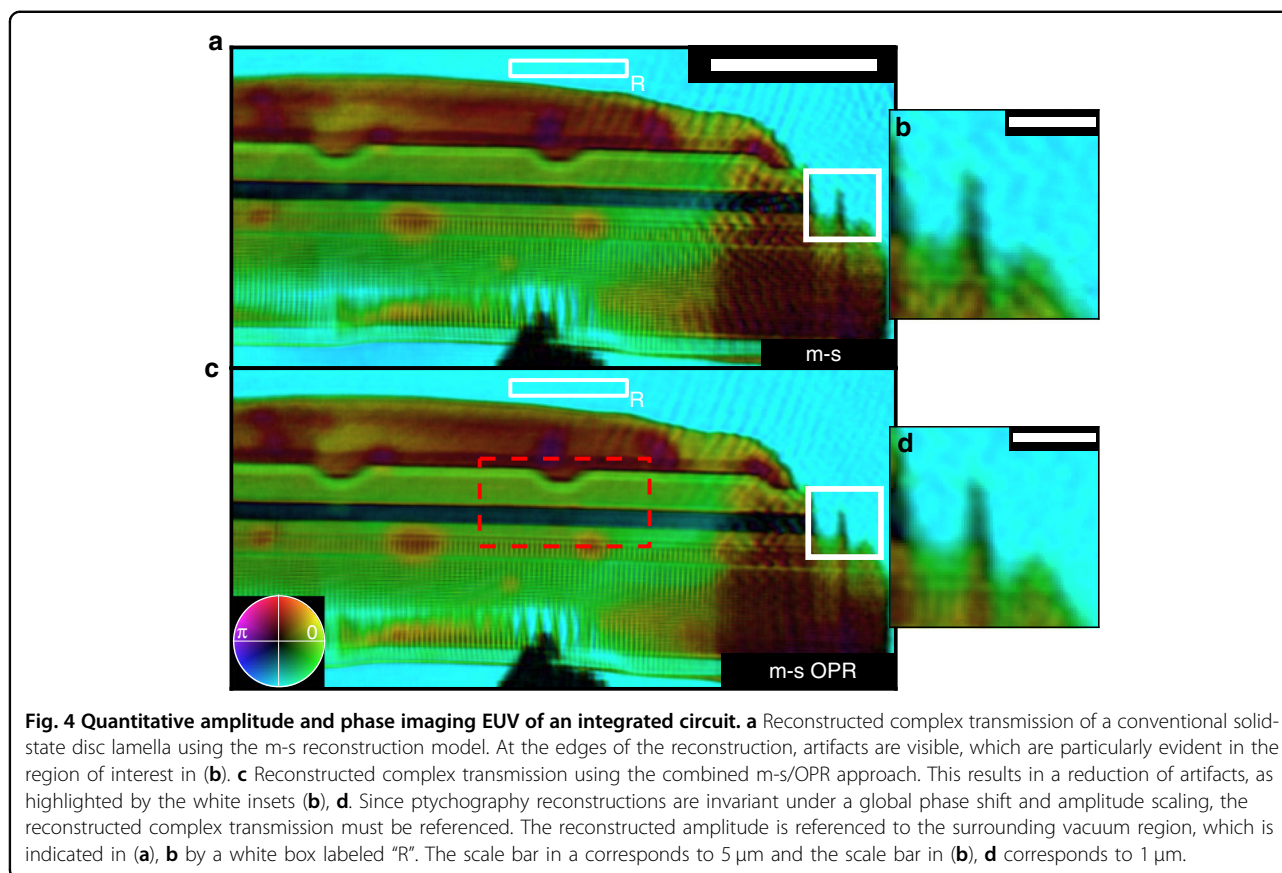 a
R
b
m-s
c
R
d
π 0
m-s OPR
Fig. 4 Quantitative amplitude and phase imaging EUV of an integrated circuit. a Reconstructed complex transmission of a conventional solid-
state disc lamella using the m-s reconstruction model. At the edges of the reconstruction, artifacts are visible, which are particularly evident in the
region of interest in (b). c Reconstructed complex transmission using the combined m-s/OPR approach. This results in a reduction of artifacts, as
highlighted by the white insets (b), d. Since ptychography reconstructions are invariant under a global phase shift and amplitude scaling, the
reconstructed complex transmission must be referenced. The reconstructed amplitude is referenced to the surrounding vacuum region, which is
indicated in (a), b by a white box labeled “R”. The scale bar in a corresponds to 5 μm and the scale bar in (b), d corresponds to 1 μm.